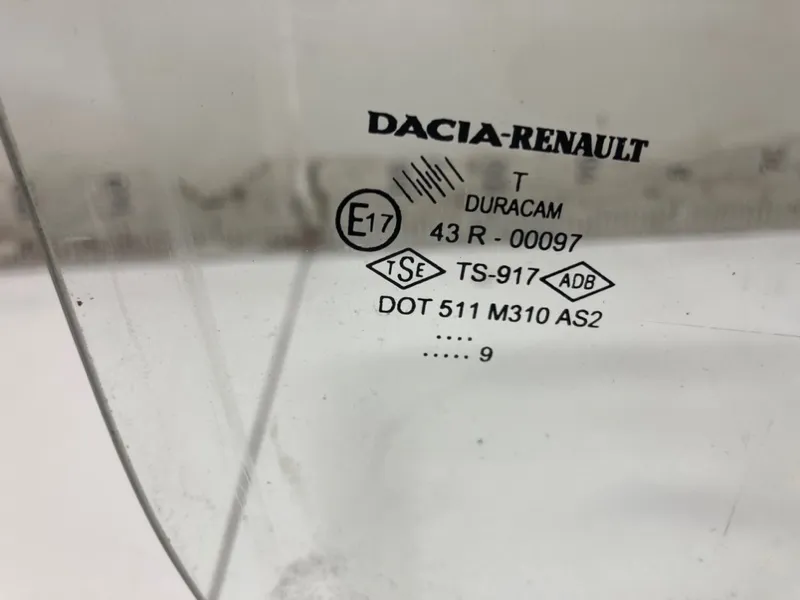 DACIA-RENAULT
T
DURACAM
E17 43 R - 00097
TSE TS-917 ADB
DOT 511 M310 AS2
....
..... 9